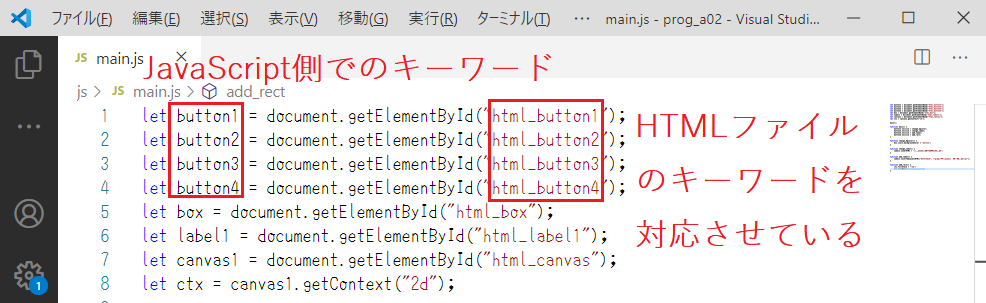 ファイル(F) 編集(E) 選択(S) 表示(V) 移動(G) 実行(R) ターミナル(T) ··· main.js - prog_a02 - Visual Studi...
JS main.js
JavaScript側でのキーワード
js > JS main.js > add_rect
1 let button1 = document.getElementById("html_button1");
2 let button2 = document.getElementById("html_button2");
3 let button3 = document.getElementById("html_button3");
4 let button4 = document.getElementById("html_button4");
5 let box = document.getElementById("html_box");
6 let label1 = document.getElementById("html_label1");
7 let canvas1 = document.getElementById("html_canvas");
8 let ctx = canvas1.getContext("2d");
HTMLファイル
のキーワードを
対応させている
1